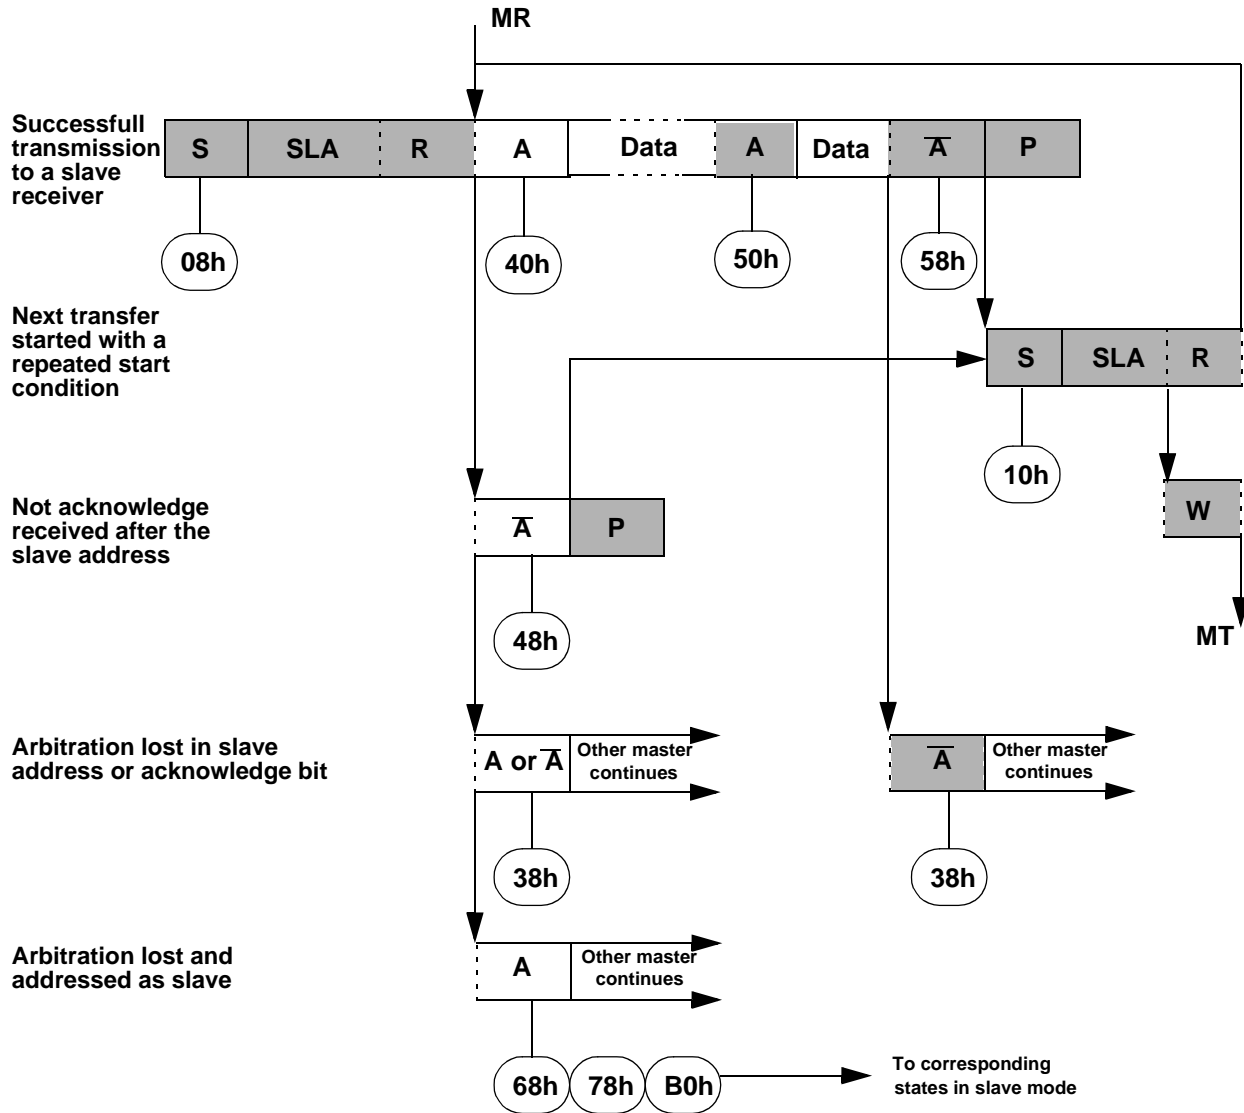 MR
Successfull
transmission
to a slave
receiver
S SLA R A Data A Data A̅ P
08h 40h 50h 58h
Next transfer
started with a
repeated start
condition
S SLA R
10h
Not acknowledge
received after the
slave address
A̅ P
W
48h
MT
Arbitration lost in slave
address or acknowledge bit
A or A̅
Other master
continues
A̅
Other master
continues
38h 38h
Arbitration lost and
addressed as slave
A
Other master
continues
68h 78h B0h
To corresponding
states in slave mode